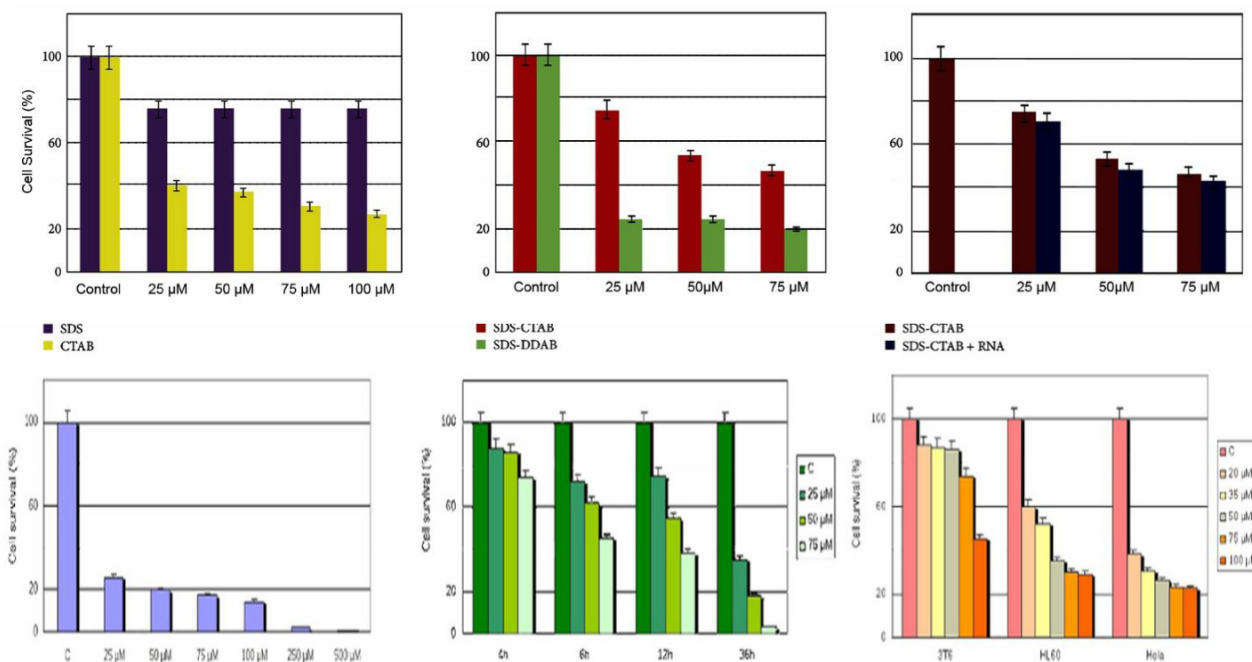 Cell Survival (%)
100
60
20
0
Control 25 µM 50 µM 75 µM 100 µM
SDS
CTAB
100
60
20
0
Control 25 µM 50µM 75 µM
SDS-CTAB
SDS-DDAB
100
60
20
0
Control 25 µM 50µM 75 µM
SDS-CTAB
SDS-CTAB + RNA
Cell survival (%)
100
60
20
0
C 25 µM 50 µM 75 µM 100 µM 250 µM 500 µM
Cell survival (%)
100
60
20
0
6h 12h 36h
C
25 µM
50 µM
75 µM
Cell survival (%)
100
60
20
0
3T6 HL60 Hela
C
20 µM
35 µM
50 µM
75 µM
100 µM